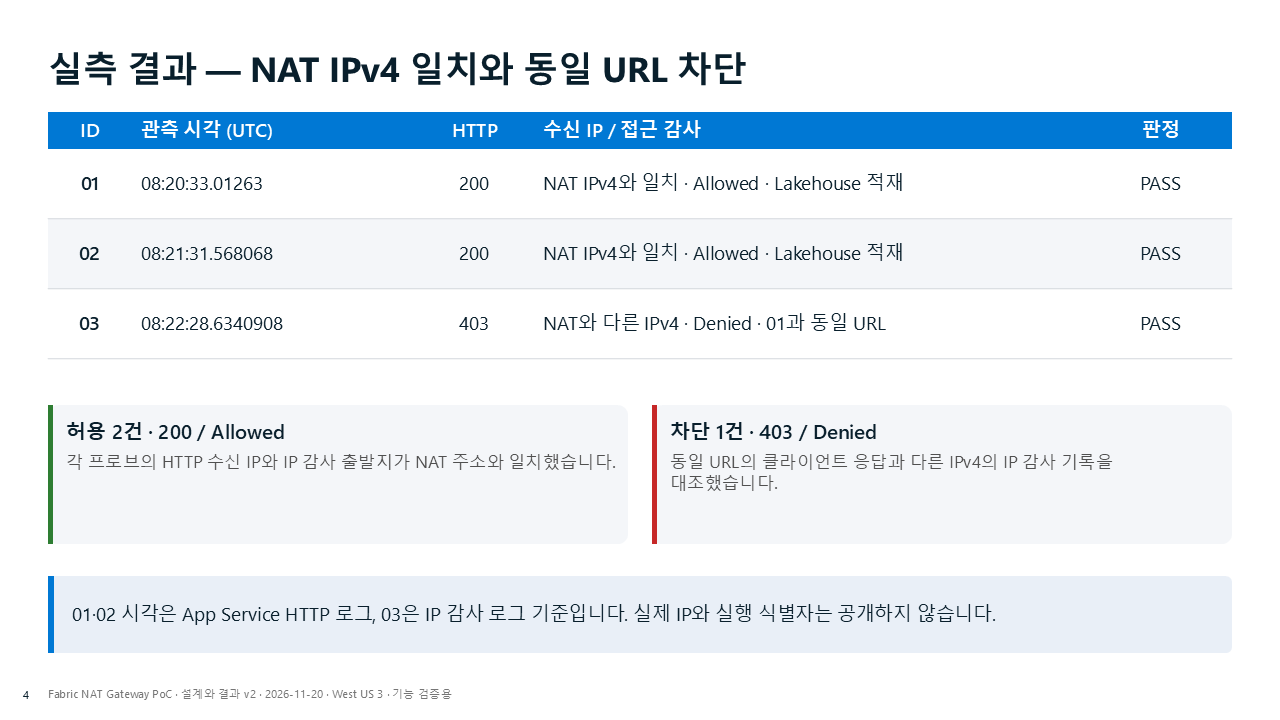 실측 결과 — NAT IPv4 일치와 동일 URL 차단
ID 관측 시각 (UTC) HTTP 수신 IP / 접근 감사 판정
01 08:20:33.01263 200 NAT IPv4와 일치 · Allowed · Lakehouse 적재 PASS
02 08:21:31.568068 200 NAT IPv4와 일치 · Allowed · Lakehouse 적재 PASS
03 08:22:28.6340908 403 NAT와 다른 IPv4 · Denied · 01과 동일 URL PASS
허용 2건 · 200 / Allowed
각 프로브의 HTTP 수신 IP와 IP 감사 출발지가 NAT 주소와 일치했습니다.
차단 1건 · 403 / Denied
동일 URL의 클라이언트 응답과 다른 IPv4의 IP 감사 기록을
대조했습니다.
01·02 시각은 App Service HTTP 로그, 03은 IP 감사 로그 기준입니다. 실제 IP와 실행 식별자는 공개하지 않습니다.
4 Fabric NAT Gateway PoC · 설계와 결과 v2 · 2026-11-20 · West US 3 · 기능 검증용